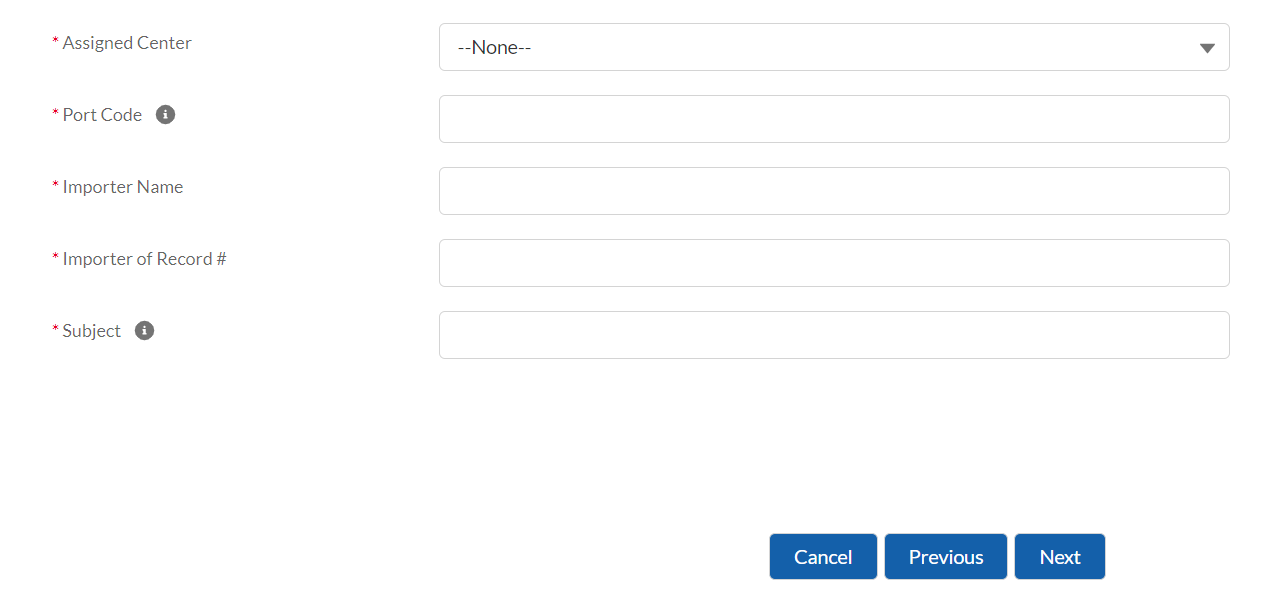 * Assigned Center
--None--
* Port Code
* Importer Name
* Importer of Record #
* Subject
Cancel Previous Next